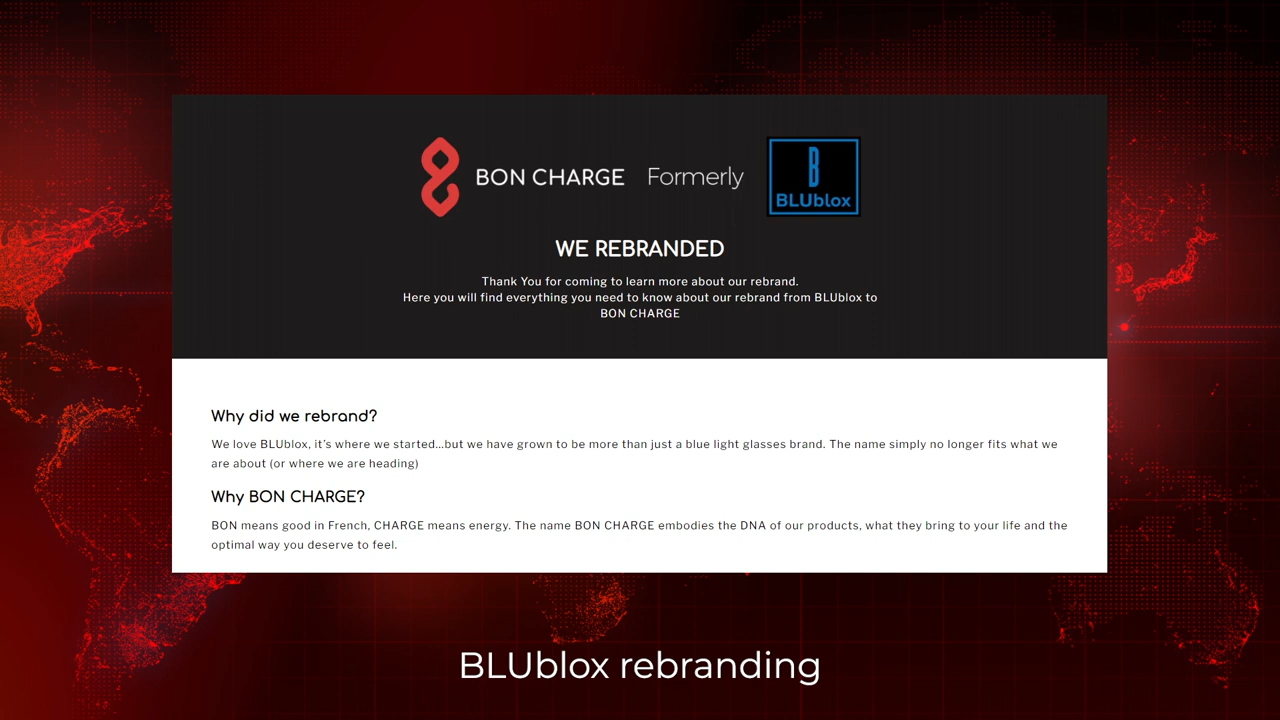 BON CHARGE Formerly
B
BLUblox
WE REBRANDED
Thank You for coming to learn more about our rebrand.
Here you will find everything you need to know about our rebrand from BLUblox to
BON CHARGE
Why did we rebrand?
We love BLUblox, it's where we started...but we have grown to be more than just a blue light glasses brand. The name simply no longer fits what we
are about (or where we are heading)
Why BON CHARGE?
BON means good in French, CHARGE means energy. The name BON CHARGE embodies the DNA of our products, what they bring to your life and the
optimal way you deserve to feel.
BLUblox rebranding